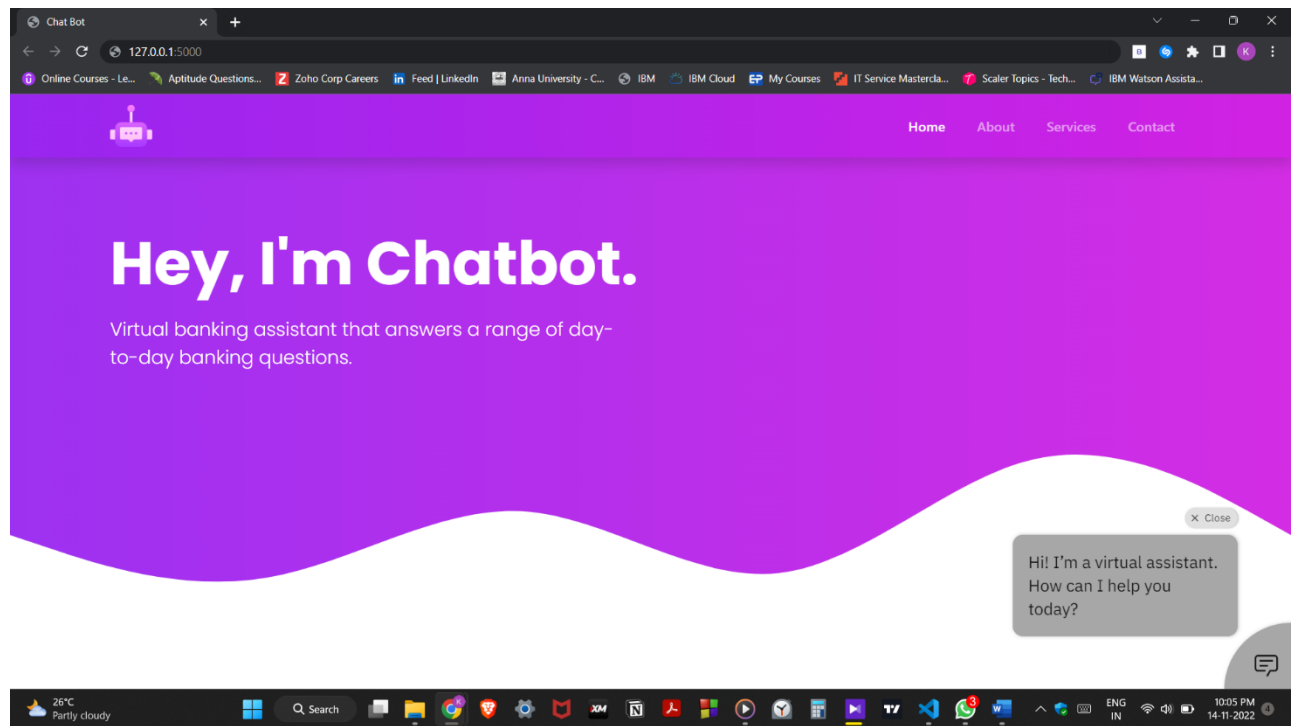 Chat Bot
127.0.0.1:5000
Online Courses - Le... Aptitude Questions... Zoho Corp Careers Feed | LinkedIn Anna University - C... IBM IBM Cloud My Courses IT Service Mastercla... Scaler Topics - Tech... IBM Watson Assista...
Home About Services Contact
Hey, I'm Chatbot.
Virtual banking assistant that answers a range of day-
to-day banking questions.
Close
Hi! I'm a virtual assistant.
How can I help you
today?
26°C
Partly cloudy
Search
3
ENG
IN
10:05 PM
14-11-2022
4